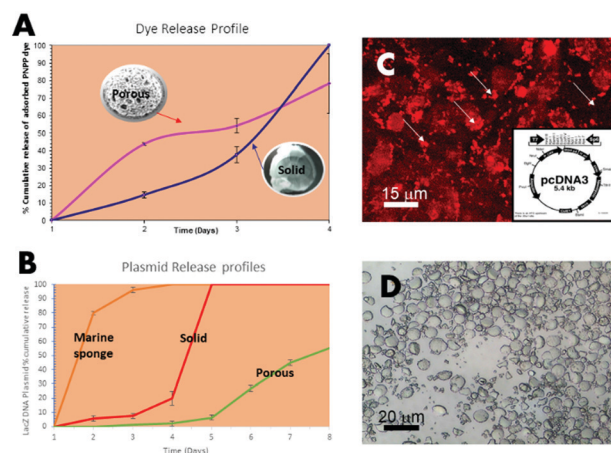 A
Dye Release Profile
% Cumulative release of adsorbed PNPP dye
100
90
80
70
60
50
40
30
20
10
0
Porous
Solid
1
2
3
4
Time (Days)
B
Plasmid Release profiles
LacZ DNA Plasmid % cumulative release
100
90
80
70
60
50
40
30
20
10
0
Marine
sponge
Solid
Porous
1
2
3
4
5
6
7
8
Time (Days)
C
15 μm
pcDNA3
5.4 kb
D
20 μm